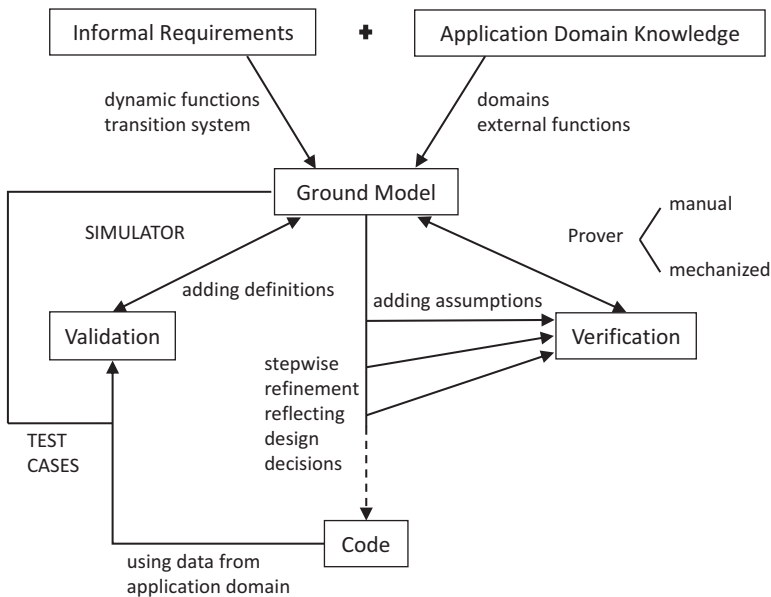 Informal Requirements
+
Application Domain Knowledge
dynamic functions
transition system
domains
external functions
Ground Model
SIMULATOR
Prover
manual
mechanized
adding definitions
adding assumptions
Validation
Verification
stepwise
refinement
reflecting
design
decisions
TEST
CASES
Code
using data from
application domain